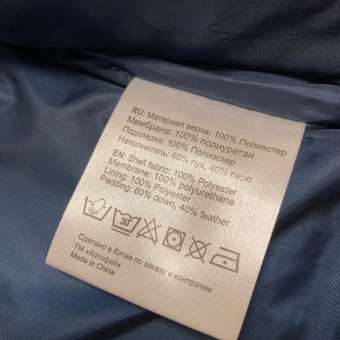 RU: Материал верха: 100% Полиэстер
Мембрана: 100% полиуретан
Подкладка: 100% Полиэстер
Наполнитель: 60% пух, 40% перо
EN: Shell fabric: 100% Polyester
Membrane: 100% polyurethane
Lining: 100% Polyester
Padding: 60% down, 40% feather
30
Сделано в Китае по заказу и контролем
ТМ «Котофей»
Made in China